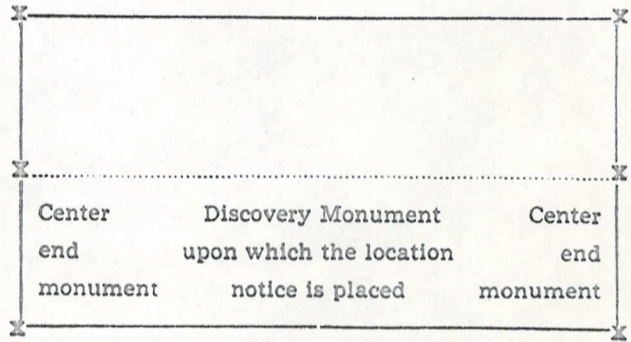 Center Discovery Monument Center
end upon which the location end
monument notice is placed monument